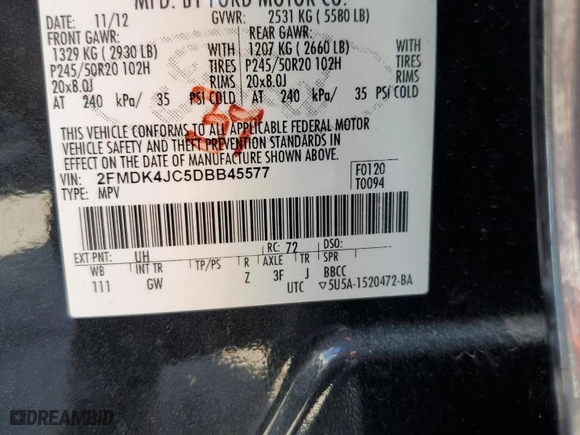 MFD. BY FORD MOTOR CO.
DATE: 11/12 GVWR: 2531 KG ( 5580 LB)
FRONT GAWR: REAR GAWR:
1329 KG ( 2930 LB) 1207 KG ( 2660 LB)
P245/50R20 102H TIRES P245/50R20 102H TIRES
20x8.0J RIMS 20x8.0J RIMS
AT 240 kPa/ 35 PSI COLD AT 240 kPa/ 35 PSI COLD
THIS VEHICLE CONFORMS TO ALL APPLICABLE FEDERAL MOTOR
VEHICLE SAFETY AND THEFT PREVENTION STANDARDS IN
EFFECT ON THE DATE OF MANUFACTURE SHOWN ABOVE.
VIN: 2FMDK4JC5DBB45577 F0120
TYPE: MPV T0094
EXT PNT: UH RC: 72 DSO:
WB INT TR TP/PS R AXLE TR SPR
111 GW Z 3F J BBCC
UTC ▽5U5A-1520472-BA
DREAMBID